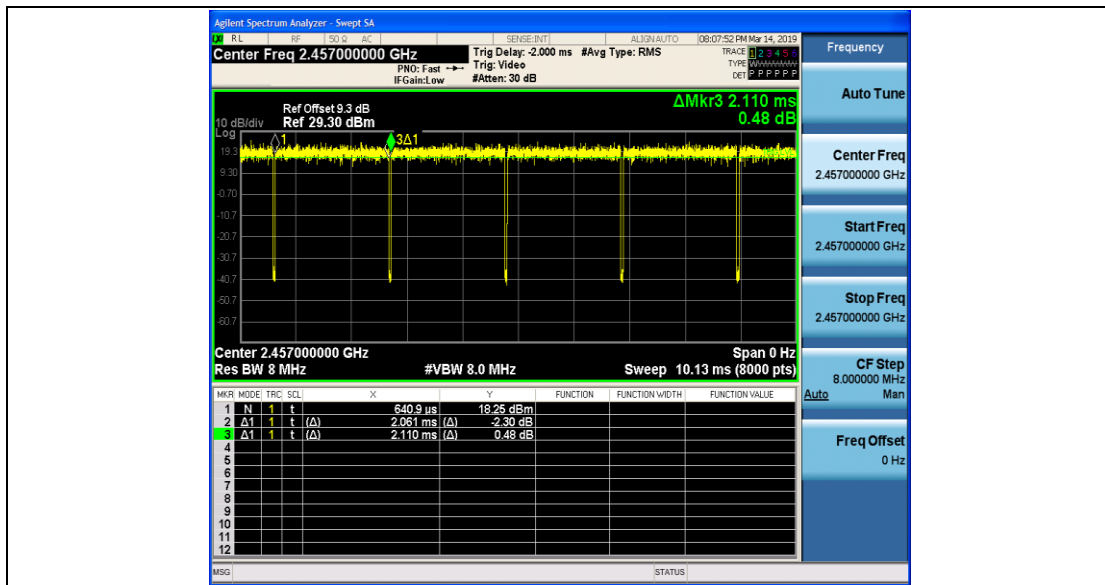 Agilent Spectrum Analyzer - Swept SA
RL RF 50 Ω AC SENSE:INT ALIGN AUTO 08:07:52 PM Mar 14, 2019
Center Freq 2.457000000 GHz
PNO: Fast
IFGain:Low
Trig Delay: -2.000 ms #Avg Type: RMS
Trig: Video
#Atten: 30 dB
TRACE 1 2 3 4 5 6
TYPE
DET P P P P P P
Frequency
Auto Tune
Center Freq
2.457000000 GHz
Start Freq
2.457000000 GHz
Stop Freq
2.457000000 GHz
CF Step
8.000000 MHz
Auto Man
Freq Offset
0 Hz
ΔMkr3 2.110 ms
0.48 dB
Ref Offset 9.3 dB
10 dB/div Ref 29.30 dBm
Log
1
3Δ1
19.3
9.30
-0.70
-10.7
-20.7
-30.7
-40.7
-50.7
-60.7
Center 2.457000000 GHz Span 0 Hz
Res BW 8 MHz #VBW 8.0 MHz Sweep 10.13 ms (8000 pts)
MKR MODE TRC SCL X Y FUNCTION FUNCTION WIDTH FUNCTION VALUE
1 N 1 t 640.9 µs 18.25 dBm
2 Δ1 1 t (Δ) 2.061 ms (Δ) -2.30 dB
3 Δ1 1 t (Δ) 2.110 ms (Δ) 0.48 dB
4
5
6
7
8
9
10
11
12
MSG STATUS